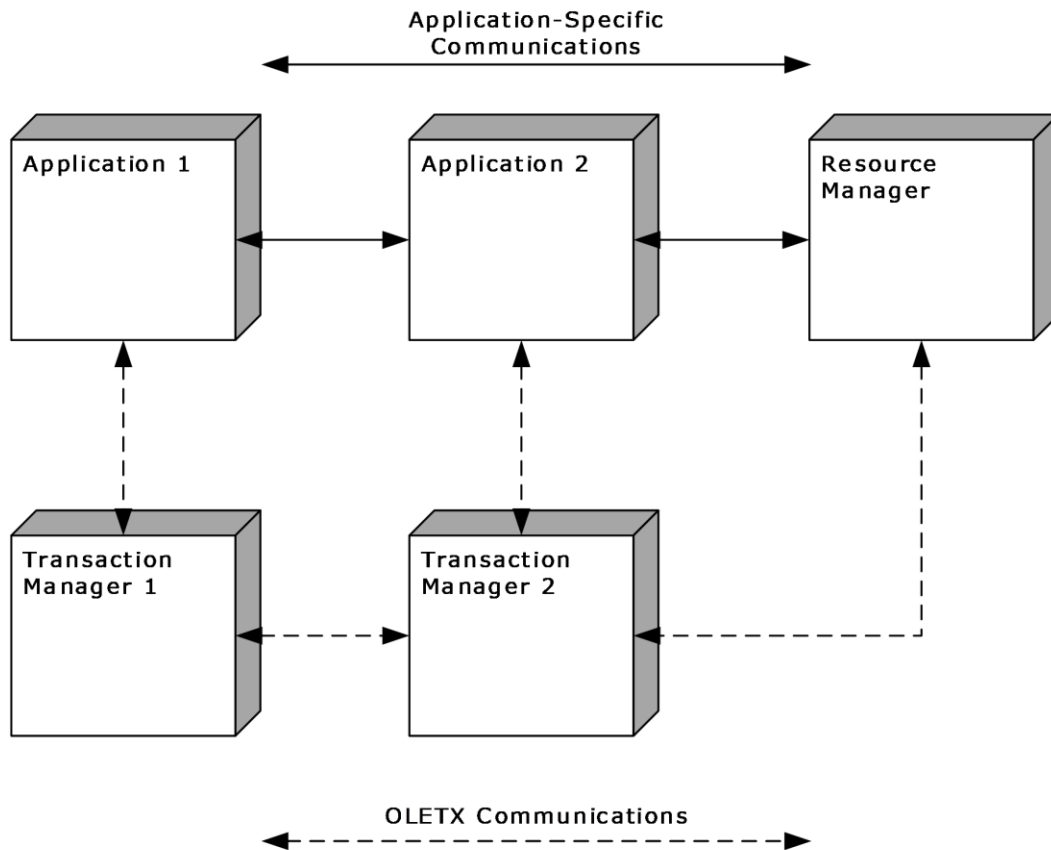 Application-Specific
Communications
Application 1
Application 2
Resource
Manager
Transaction
Manager 1
Transaction
Manager 2
OLETX Communications